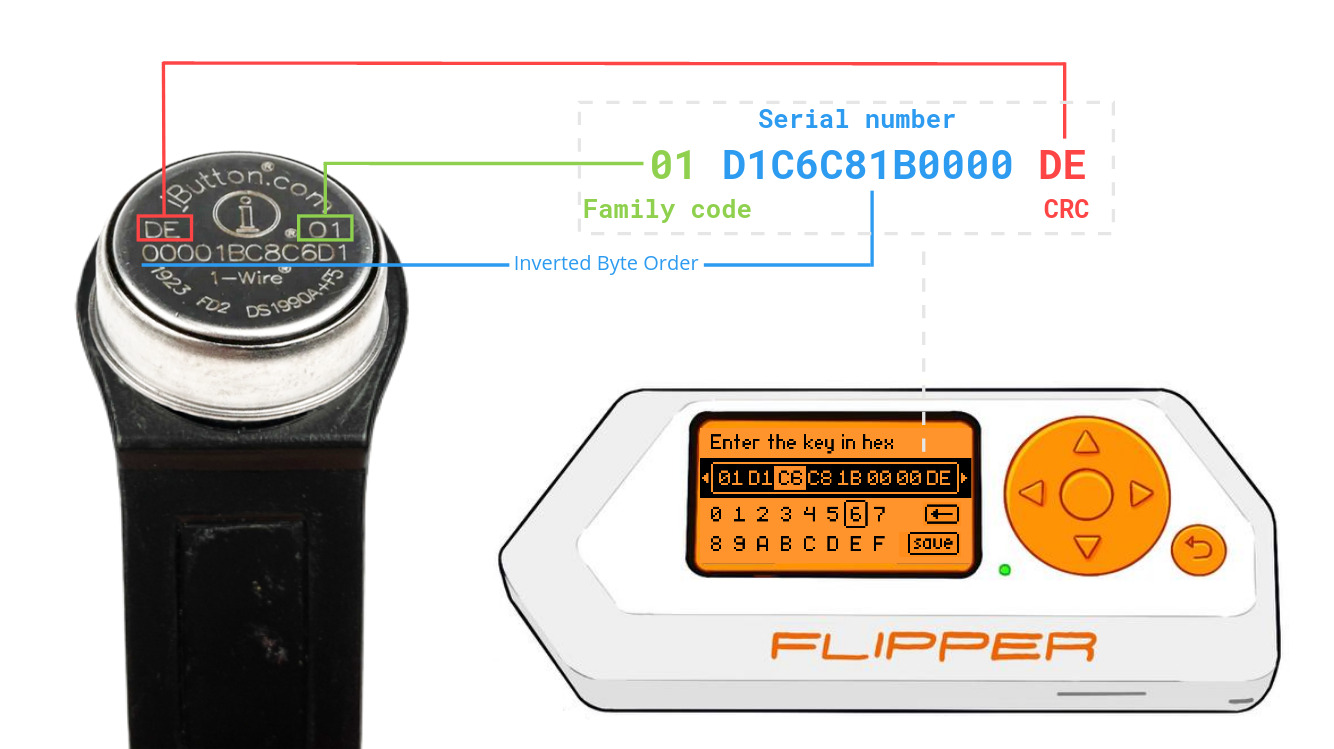 Serial number
01 D1C6C81B0000 DE
Family code
CRC
iButton.com®
i
DE
®01
00001BC8C6D1
1-Wire®
1923 FD2 DS1990A+F5
Inverted Byte Order
Enter the key in hex
01 D1 C6 C8 1B 00 00 DE
0 1 2 3 4 5 6 7
8 9 A B C D E F save
FLIPPER